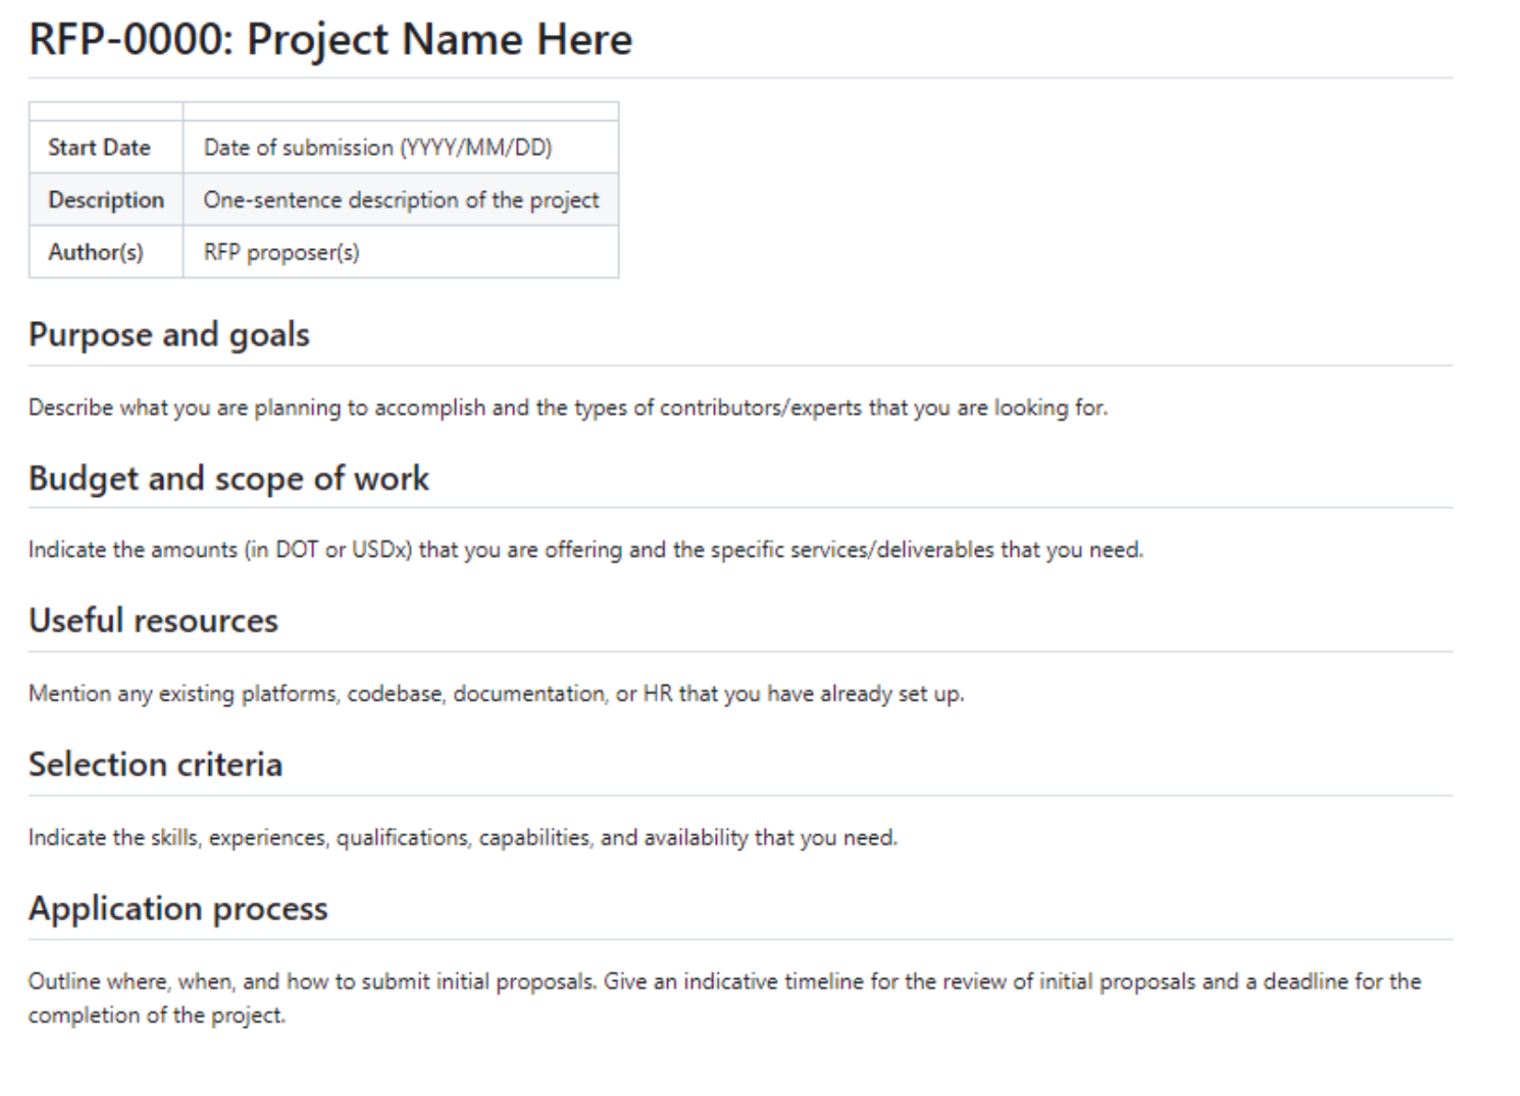 RFP-0000: Project Name Here
Start Date Date of submission (YYYY/MM/DD)
Description One-sentence description of the project
Author(s) RFP proposer(s)
Purpose and goals
Describe what you are planning to accomplish and the types of contributors/experts that you are looking for.
Budget and scope of work
Indicate the amounts (in DOT or USDx) that you are offering and the specific services/deliverables that you need.
Useful resources
Mention any existing platforms, codebase, documentation, or HR that you have already set up.
Selection criteria
Indicate the skills, experiences, qualifications, capabilities, and availability that you need.
Application process
Outline where, when, and how to submit initial proposals. Give an indicative timeline for the review of initial proposals and a deadline for the
completion of the project.